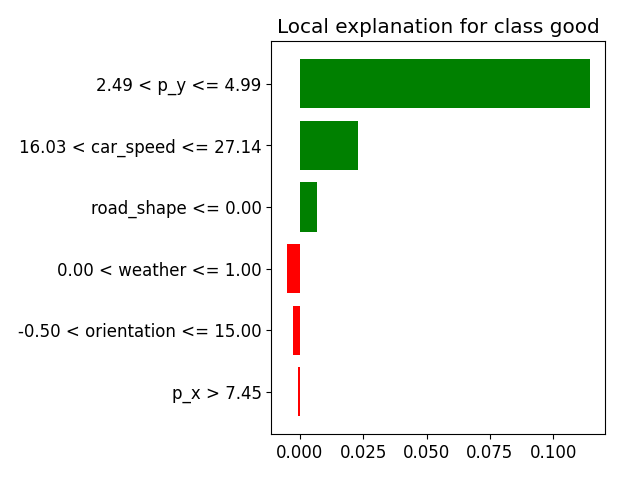 Local explanation for class good
2.49 < p_y <= 4.99
16.03 < car_speed <= 27.14
road_shape <= 0.00
0.00 < weather <= 1.00
-0.50 < orientation <= 15.00
p_x > 7.45
0.000 0.025 0.050 0.075 0.100